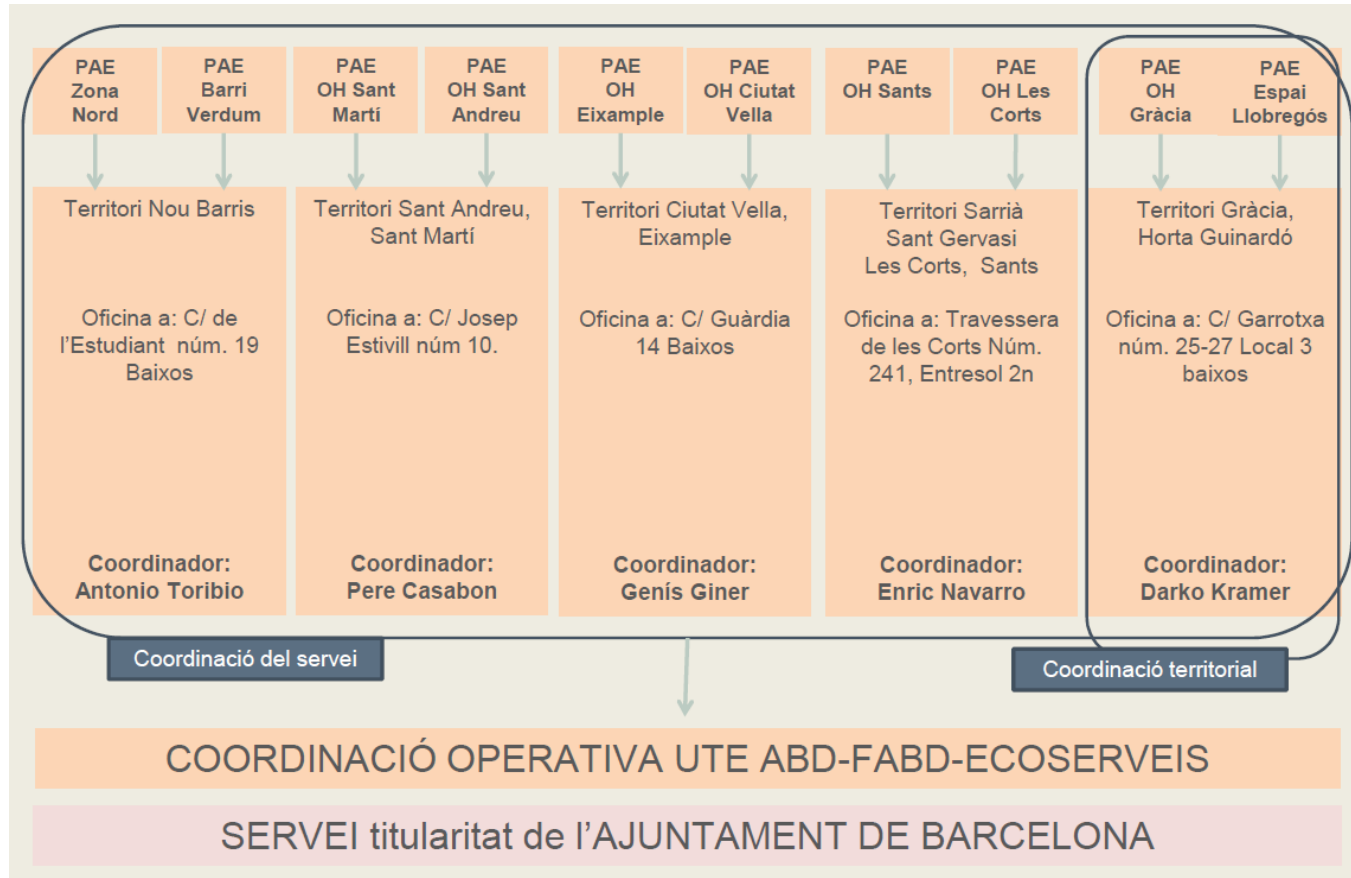 PAE
Zona
Nord
PAE
Barri
Verdum
PAE
OH Sant
Martí
PAE
OH Sant
Andreu
PAE
OH
Eixample
PAE
OH Ciutat
Vella
PAE
OH Sants
PAE
OH Les
Corts
PAE
OH
Gràcia
PAE
Espai
Llobregós
Territori Nou Barris
Oficina a: C/ de
l’Estudiant núm. 19
Baixos
Coordinador:
Antonio Toribio
Territori Sant Andreu,
Sant Martí
Oficina a: C/ Josep
Estivill núm 10.
Coordinador:
Pere Casabon
Territori Ciutat Vella,
Eixample
Oficina a: C/ Guàrdia
14 Baixos
Coordinador:
Genís Giner
Territori Sarrià
Sant Gervasi
Les Corts, Sants
Oficina a: Travessera
de les Corts Núm.
241, Entresol 2n
Coordinador:
Enric Navarro
Territori Gràcia,
Horta Guinardó
Oficina a: C/ Garrotxa
núm. 25-27 Local 3
baixos
Coordinador:
Darko Kramer
Coordinació del servei
Coordinació territorial
COORDINACIÓ OPERATIVA UTE ABD-FABD-ECOSERVEIS
SERVEI titularitat de l’AJUNTAMENT DE BARCELONA